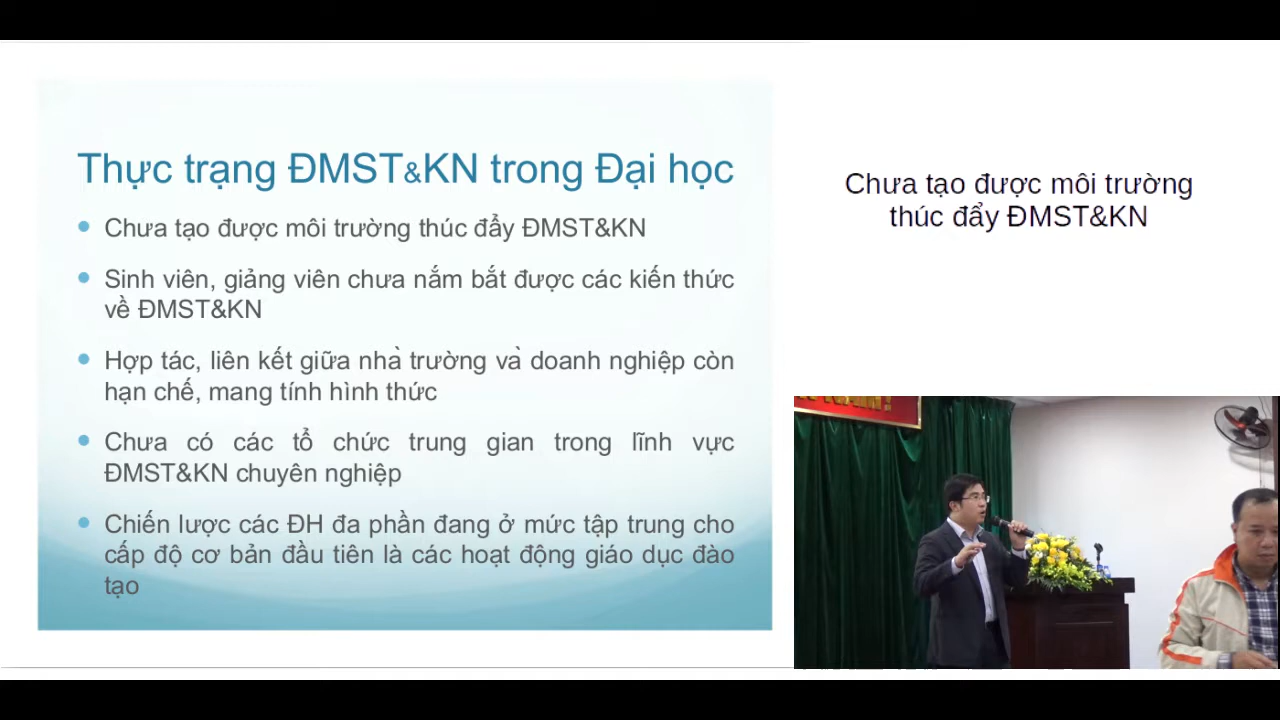 Thực trạng ĐMST&KN trong Đại học
Chưa tạo được môi trường thúc đẩy ĐMST&KN
Sinh viên, giảng viên chưa nắm bắt được các kiến thức
về ĐMST&KN
Hợp tác, liên kết giữa nhà trường và doanh nghiệp còn
hạn chế, mang tính hình thức
Chưa có các tổ chức trung gian trong lĩnh vực
ĐMST&KN chuyên nghiệp
Chiến lược các ĐH đa phần đang ở mức tập trung cho
cấp độ cơ bản đầu tiên là các hoạt động giáo dục đào
tạo
Chưa tạo được môi trường
thúc đẩy ĐMST&KN